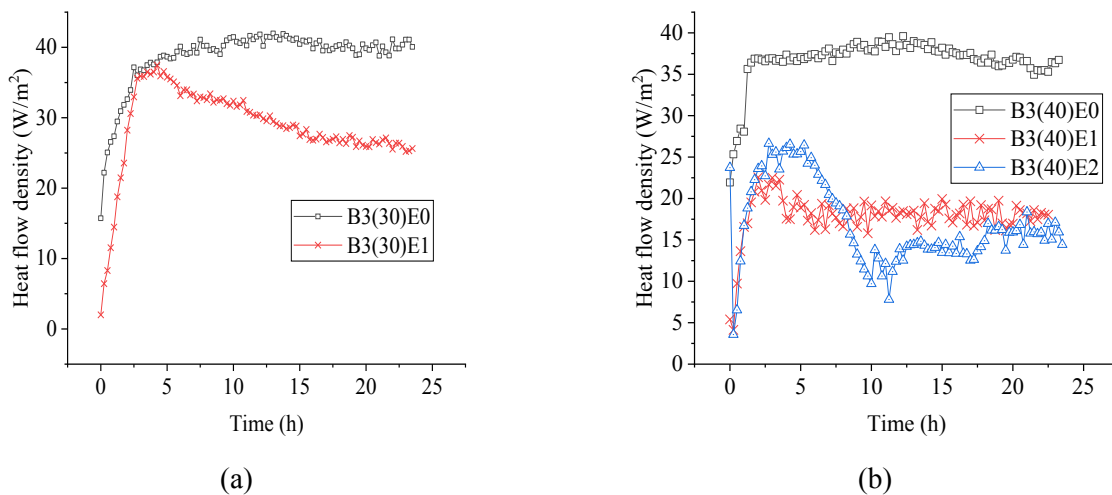 Heat flow density (W/m²)
40
30
20
10
0
0 5 10 15 20 25
Time (h)
B3(30)E0
B3(30)E1
(a)
Heat flow density (W/m²)
40
35
30
25
20
15
10
5
0
0 5 10 15 20 25
Time (h)
B3(40)E0
B3(40)E1
B3(40)E2
(b)